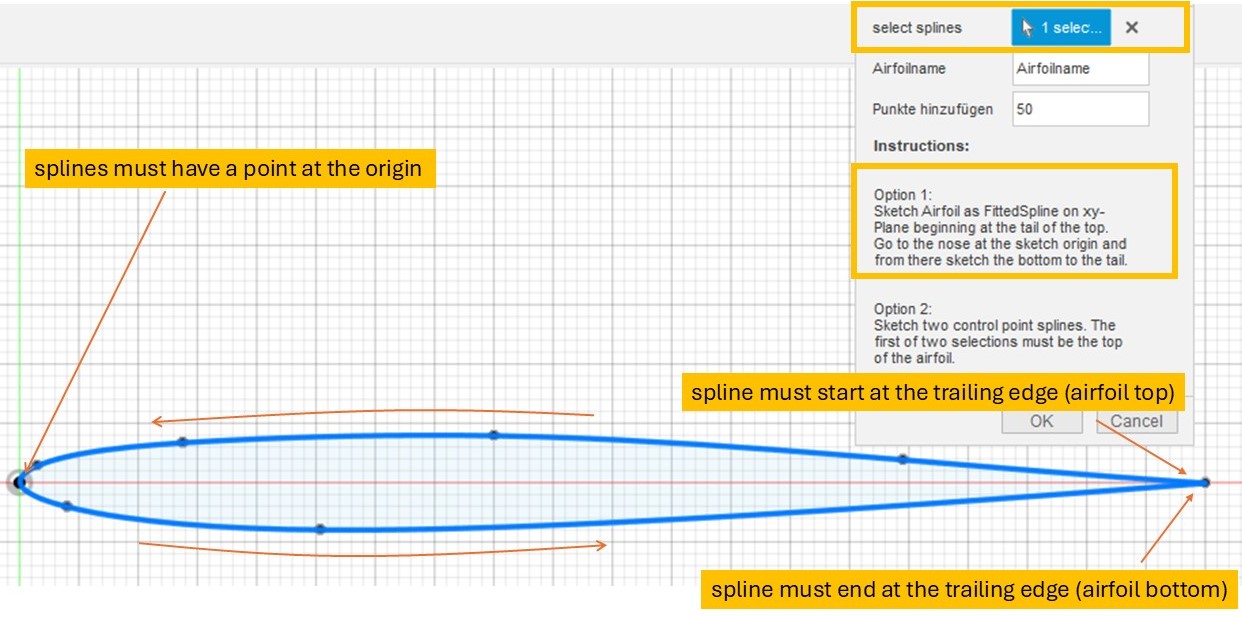 select splines
1 selec...
Airfoilname
Airfoilname
Punkte hinzufügen
50
Instructions:
splines must have a point at the origin
Option 1:
Sketch Airfoil as FittedSpline on xy-
Plane beginning at the tail of the top.
Go to the nose at the sketch origin and
from there sketch the bottom to the tail.
Option 2:
Sketch two control point splines. The
first of two selections must be the top
of the airfoil.
spline must start at the trailing edge (airfoil top)
OK
Cancel
spline must end at the trailing edge (airfoil bottom)